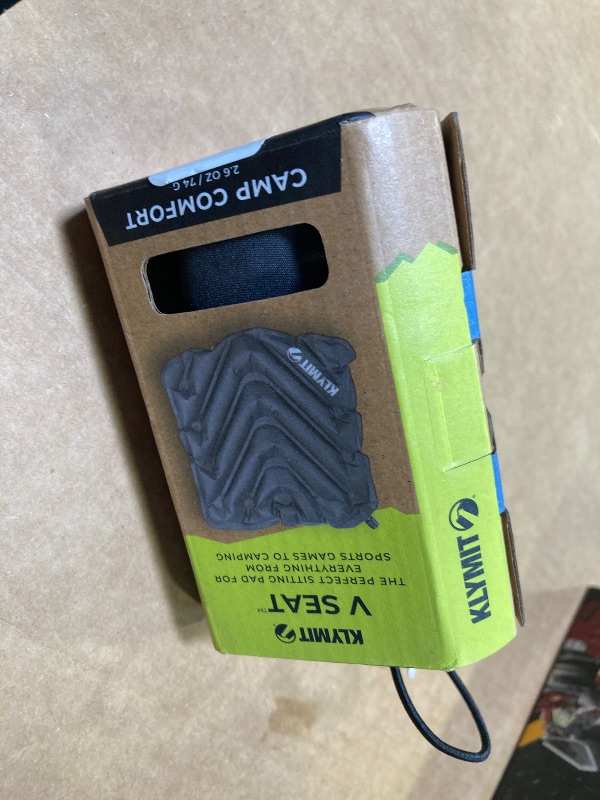 KLYMIT
V SEAT™
THE PERFECT SITTING PAD FOR
EVERYTHING FROM
SPORTS GAMES TO CAMPING
KLYMIT
CAMP COMFORT
2.6 OZ / 74 G
KLYMIT